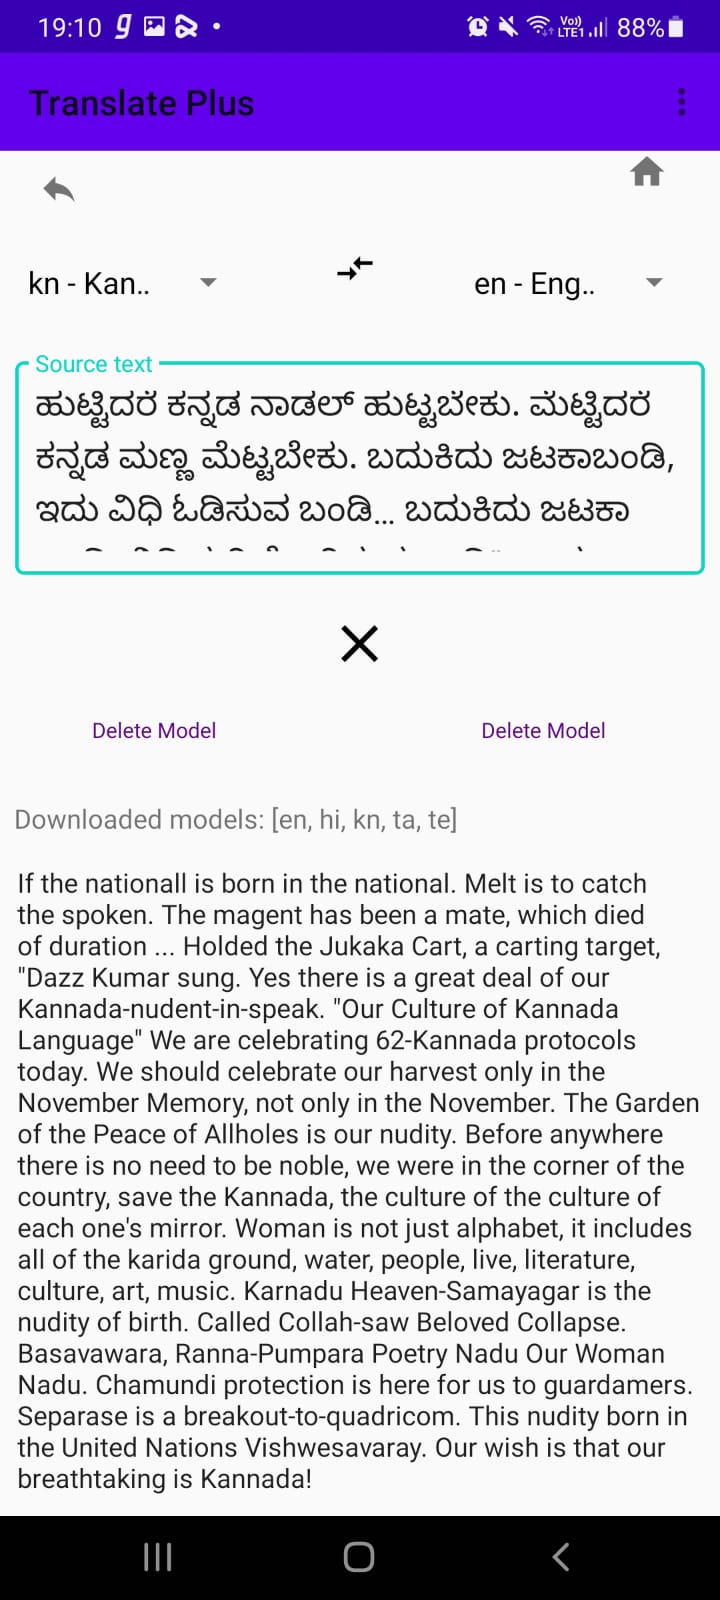 19:10
Vo))
LTE1
88%
Translate Plus
kn - Kan..
en - Eng..
Source text
ಹುಟ್ಟಿದರೆ ಕನ್ನಡ ನಾಡಲ್ ಹುಟ್ಟಬೇಕು. ಮೆಟ್ಟಿದರೆ
ಕನ್ನಡ ಮಣ್ಣ ಮೆಟ್ಟಬೇಕು. ಬದುಕಿದು ಜಟಕಾಬಂಡಿ,
ಇದು ವಿಧಿ ಓಡಿಸುವ ಬಂಡಿ... ಬದುಕಿದು ಜಟಕಾ
Delete Model
Delete Model
Downloaded models: [en, hi, kn, ta, te]
If the nationall is born in the national. Melt is to catch
the spoken. The magent has been a mate, which died
of duration ... Holded the Jukaka Cart, a carting target,
"Dazz Kumar sung. Yes there is a great deal of our
Kannada-nudent-in-speak. "Our Culture of Kannada
Language" We are celebrating 62-Kannada protocols
today. We should celebrate our harvest only in the
November Memory, not only in the November. The Garden
of the Peace of Allholes is our nudity. Before anywhere
there is no need to be noble, we were in the corner of the
country, save the Kannada, the culture of the culture of
each one's mirror. Woman is not just alphabet, it includes
all of the karida ground, water, people, live, literature,
culture, art, music. Karnadu Heaven-Samayagar is the
nudity of birth. Called Collah-saw Beloved Collapse.
Basavawara, Ranna-Pumpara Poetry Nadu Our Woman
Nadu. Chamundi protection is here for us to guardamers.
Separase is a breakout-to-quadricom. This nudity born in
the United Nations Vishwesavaray. Our wish is that our
breathtaking is Kannada!